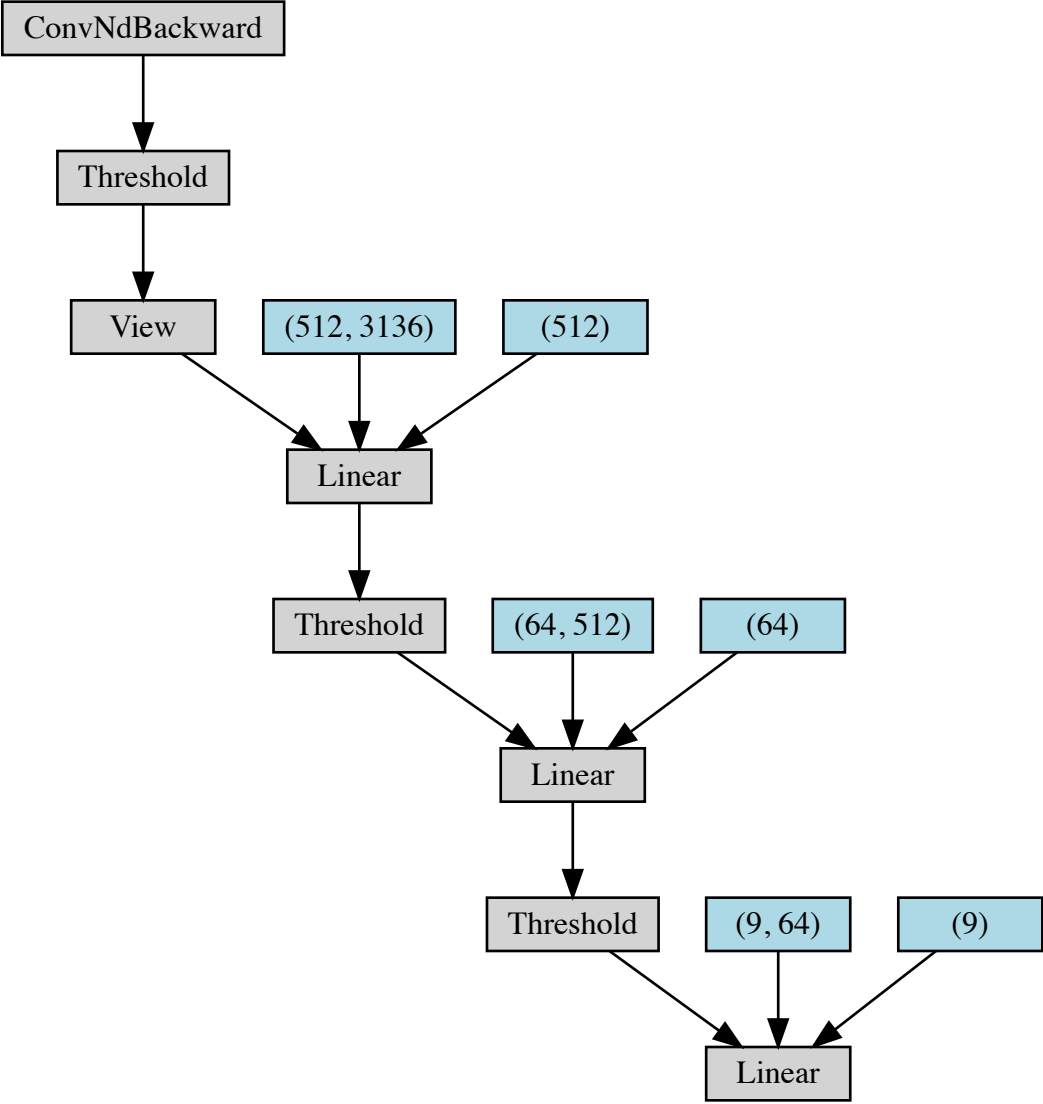 ConvNdBackward
Threshold
View
(512, 3136)
(512)
Linear
Threshold
(64, 512)
(64)
Linear
Threshold
(9, 64)
(9)
Linear